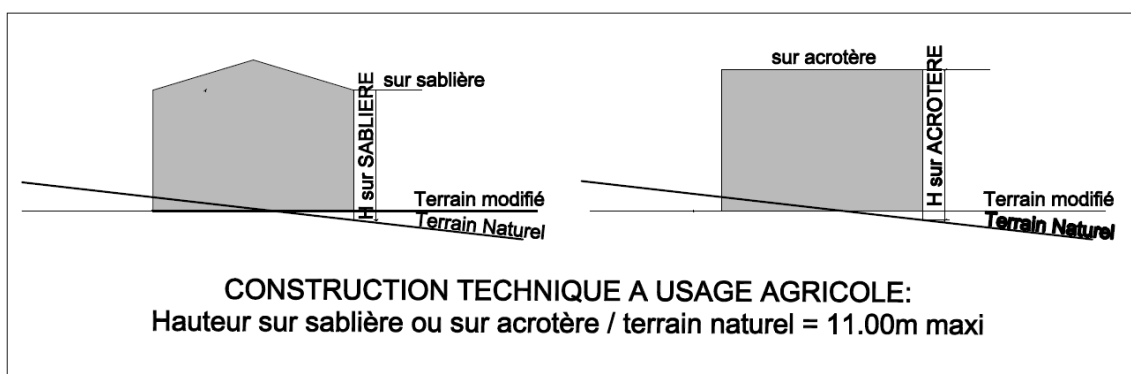 sur sablière
H sur SABLIERE
Terrain modifié
Terrain Naturel
sur acrotère
H sur ACROTERE
Terrain modifié
Terrain Naturel
CONSTRUCTION TECHNIQUE A USAGE AGRICOLE:
Hauteur sur sablière ou sur acrotère / terrain naturel = 11.00m maxi